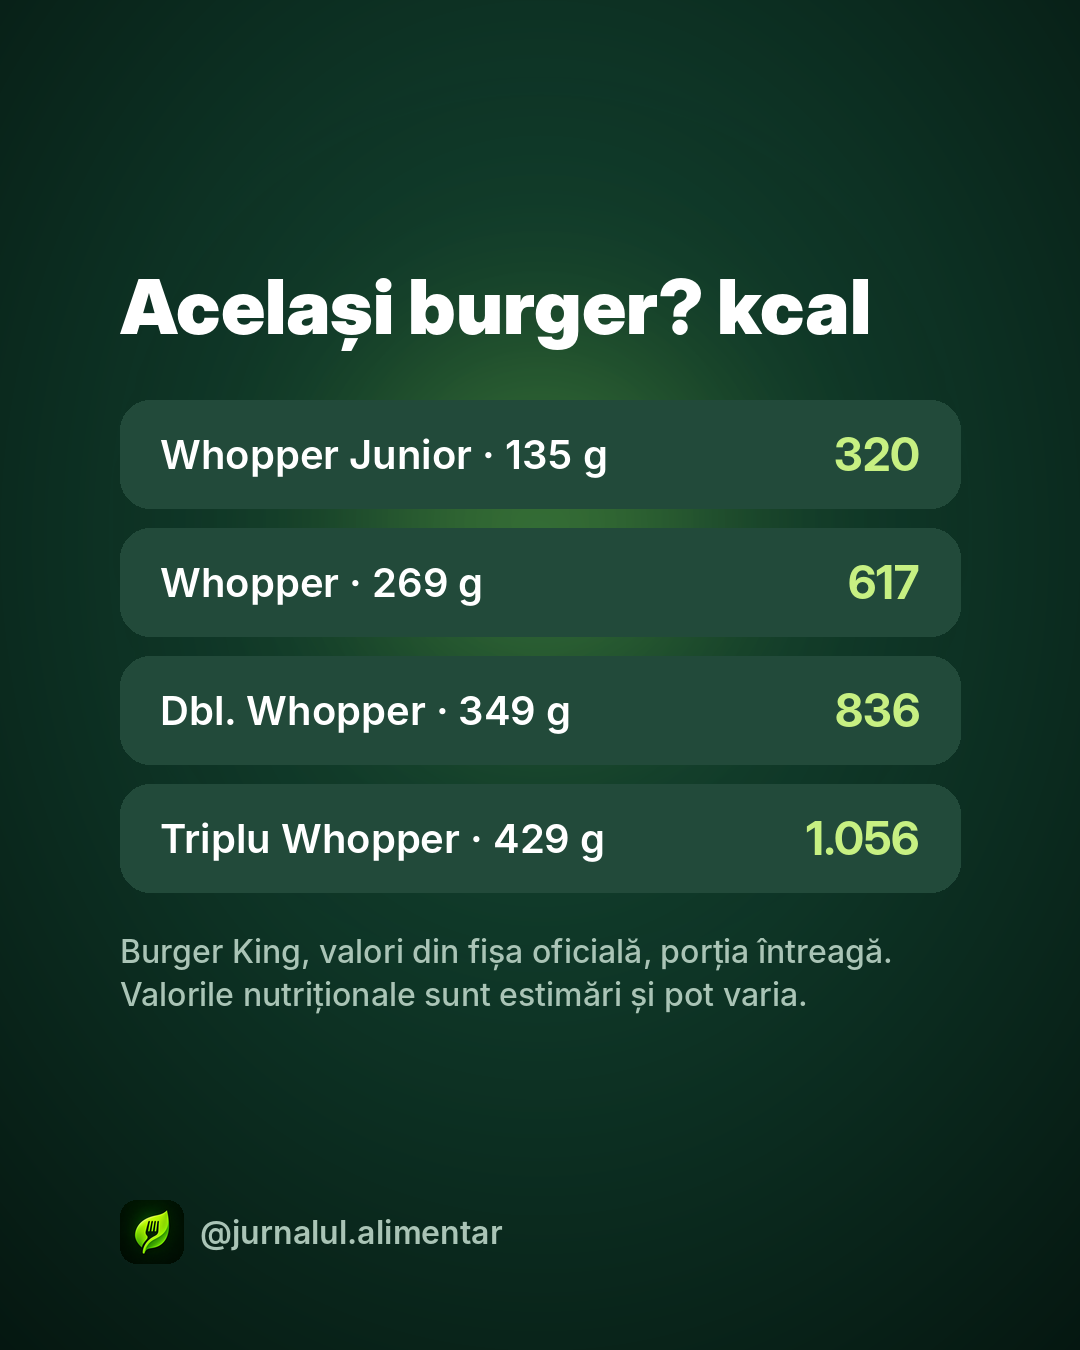 Același burger? kcal
Whopper Junior · 135 g 320
Whopper · 269 g 617
Dbl. Whopper · 349 g 836
Triplu Whopper · 429 g 1.056
Burger King, valori din fișa oficială, porția întreagă.
Valorile nutriționale sunt estimări și pot varia.
@jurnalul.alimentar